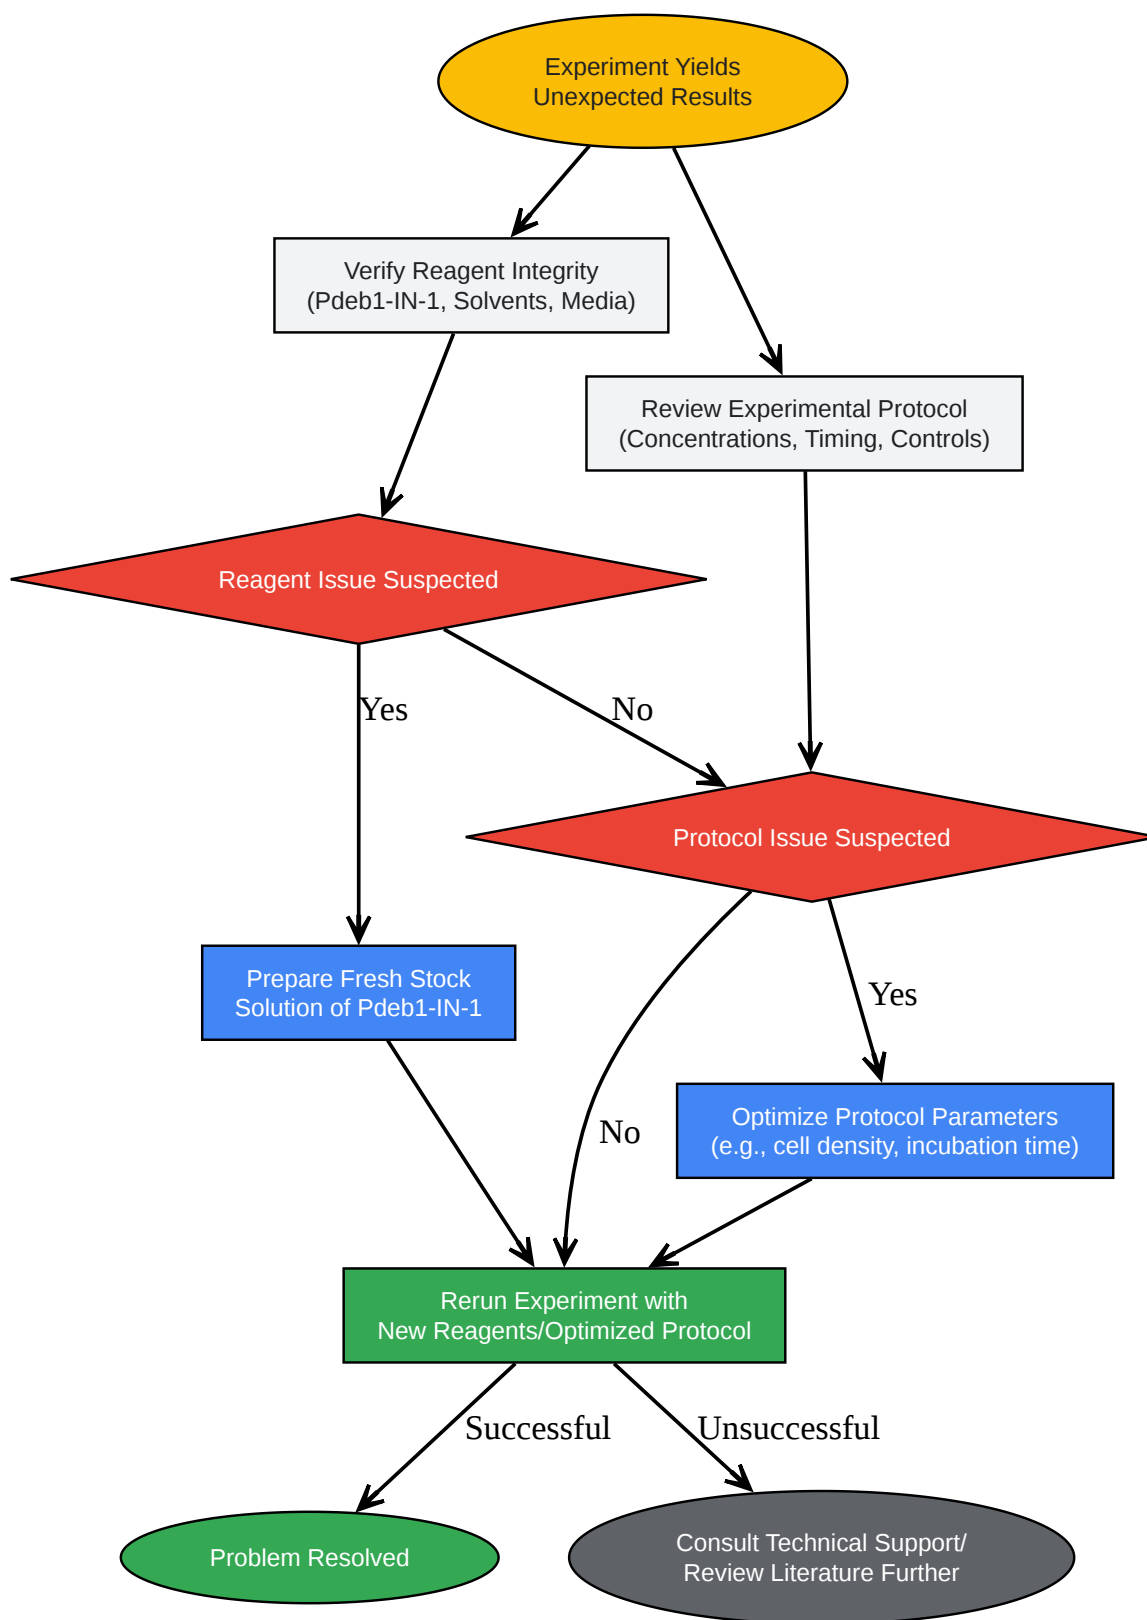 Experiment Yields
Unexpected Results
Verify Reagent Integrity
(Pdeb1-IN-1, Solvents, Media)
Review Experimental Protocol
(Concentrations, Timing, Controls)
Reagent Issue Suspected
Yes
No
Protocol Issue Suspected
Prepare Fresh Stock
Solution of Pdeb1-IN-1
Yes
No
Optimize Protocol Parameters
(e.g., cell density, incubation time)
Rerun Experiment with
New Reagents/Optimized Protocol
Successful
Unsuccessful
Problem Resolved
Consult Technical Support/
Review Literature Further